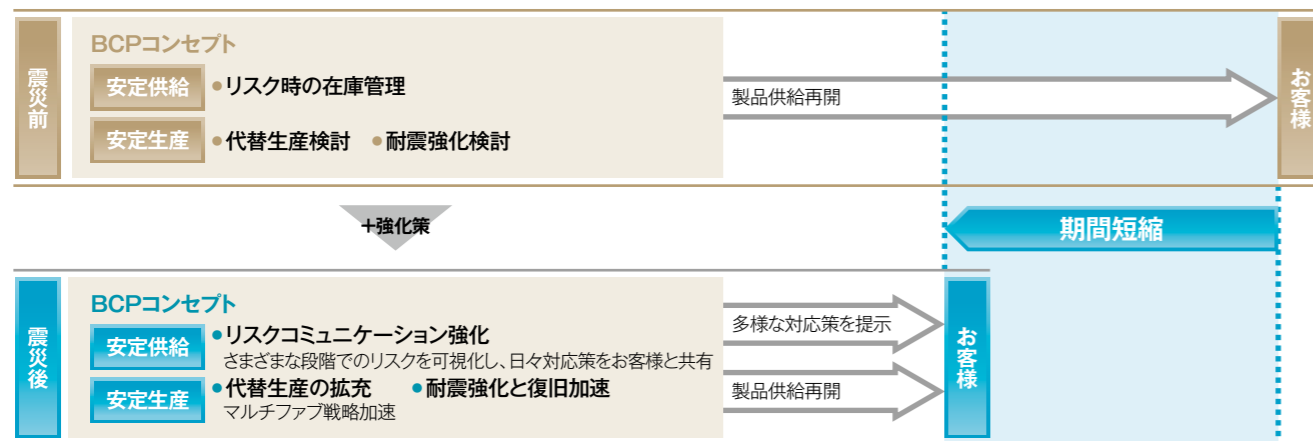 震災前
BCPコンセプト
安定供給 ●リスク時の在庫管理
安定生産 ●代替生産検討 ●耐震強化検討
製品供給再開
お客様
+強化策
期間短縮
震災後
BCPコンセプト
安定供給 ●リスクコミュニケーション強化
さまざまな段階でのリスクを可視化し、日々対応策をお客様と共有
安定生産 ●代替生産の拡充 ●耐震強化と復旧加速
マルチファブ戦略加速
多様な対応策を提示
製品供給再開
お客様